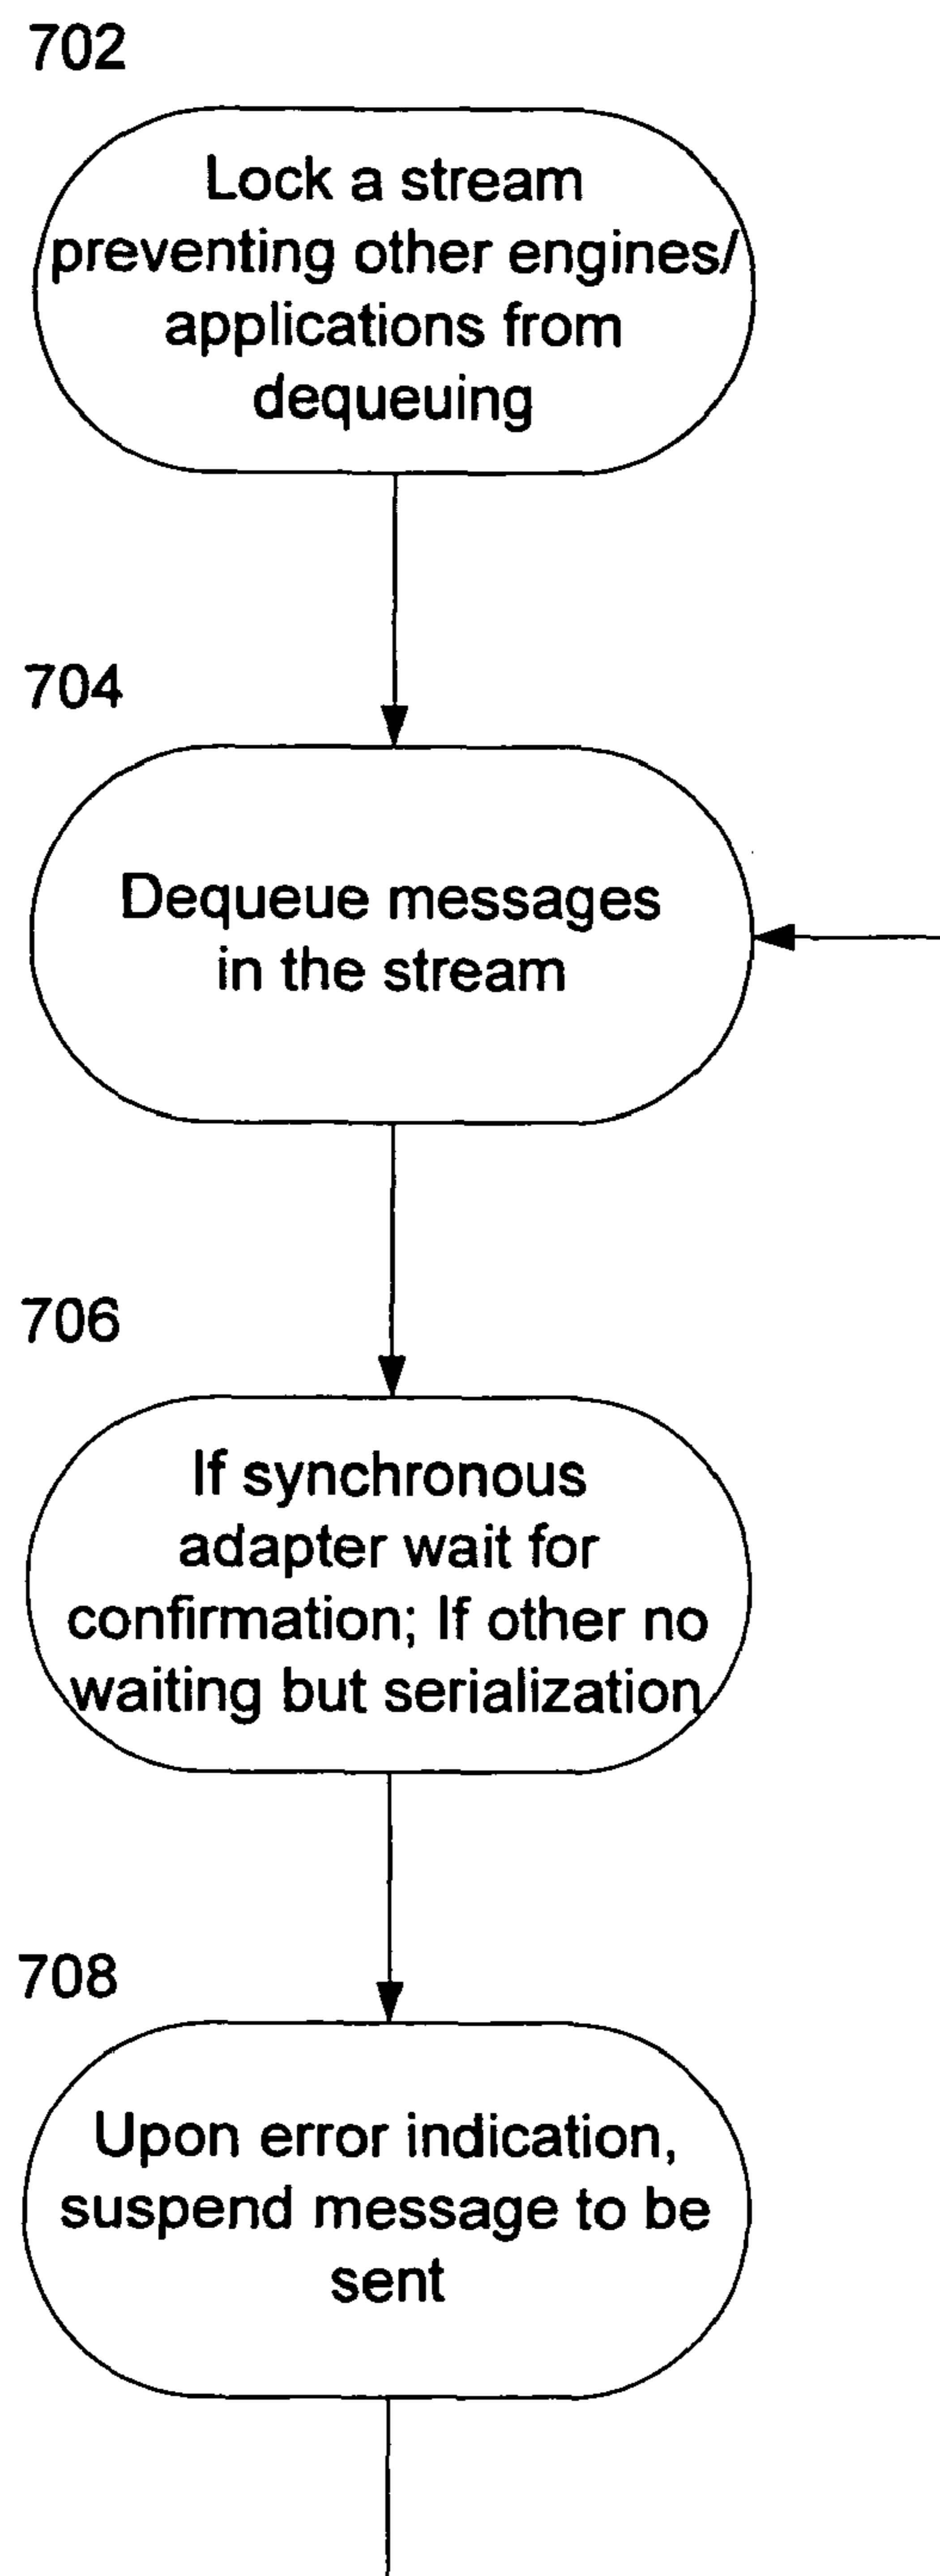 702
Lock a stream
preventing other engines/
applications from
dequeuing
704
Dequeue messages
in the stream
706
If synchronous
adapter wait for
confirmation; If other no
waiting but serialization
708
Upon error indication,
suspend message to be
sent